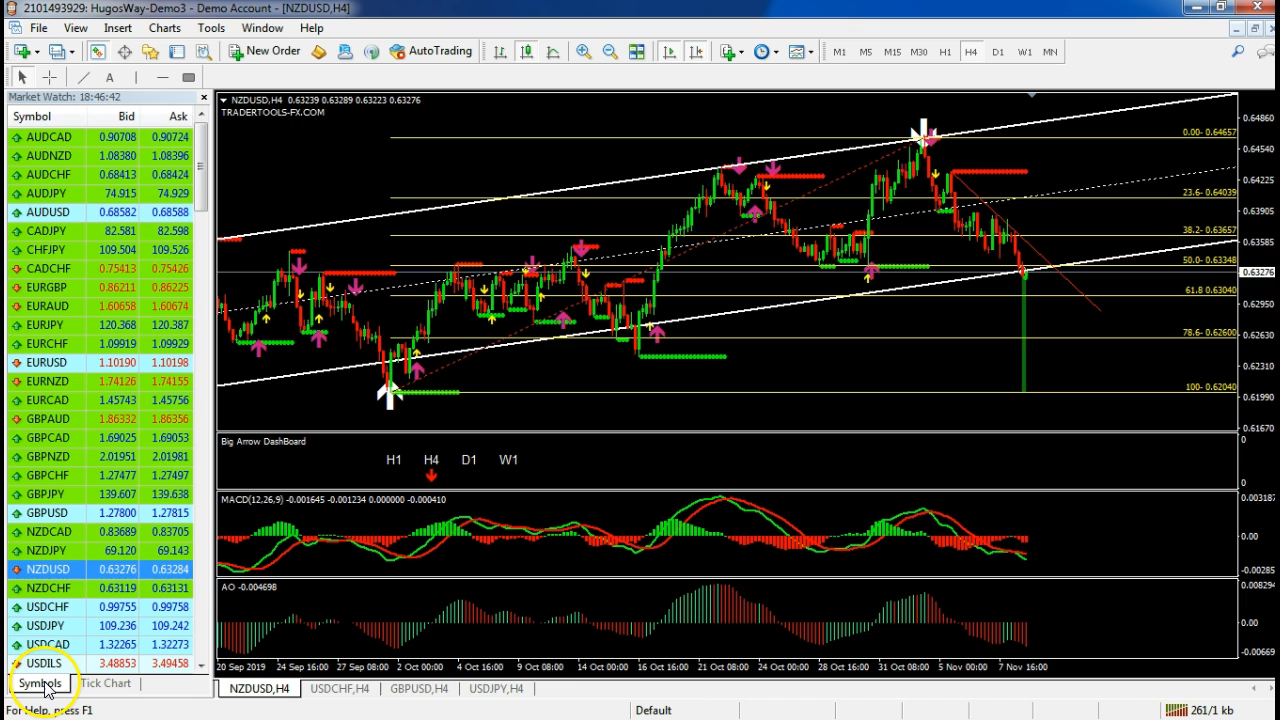 2101493929: HugosWay-Demo3 - Demo Account - [NZDUSD,H4]
File View Insert Charts Tools Window Help
New Order AutoTrading M1 M5 M15 M30 H1 H4 D1 W1 MN
A
Market Watch: 18:46:42
Symbol Bid Ask
AUDCAD 0.90708 0.90724
AUDNZD 1.08380 1.08396
AUDCHF 0.68413 0.68424
AUDJPY 74.915 74.929
AUDUSD 0.68582 0.68588
CADJPY 82.581 82.598
CHFJPY 109.504 109.526
CADCHF 0.75413 0.75426
EURGBP 0.86211 0.86225
EURAUD 1.60658 1.60674
EURJPY 120.368 120.387
EURCHF 1.09919 1.09929
EURUSD 1.10190 1.10198
EURNZD 1.74126 1.74155
EURCAD 1.45743 1.45756
GBPAUD 1.86332 1.86356
GBPCAD 1.69025 1.69053
GBPNZD 2.01951 2.01981
GBPCHF 1.27477 1.27497
GBPJPY 139.607 139.638
GBPUSD 1.27800 1.27815
NZDCAD 0.83689 0.83705
NZDJPY 69.120 69.143
NZDUSD 0.63276 0.63284
NZDCHF 0.63119 0.63131
USDCHF 0.99755 0.99758
USDJPY 109.236 109.242
USDCAD 1.32265 1.32273
USDILS 3.48853 3.49458
Symbols Tick Chart
NZDUSD,H4 0.63239 0.63289 0.63223 0.63276
TRADERTOOLS-FX.COM
0.00- 0.64657
23.6- 0.64039
38.2- 0.63657
50.0- 0.63348
61.8 0.63040
78.6- 0.62600
100- 0.62040
0.64860
0.64540
0.64225
0.63905
0.63585
0.63276
0.62950
0.62630
0.62310
0.61990
0.61670
Big Arrow DashBoard
H1 H4 D1 W1
0
0
MACD(12,26,9) -0.001645 -0.001234 0.000000 -0.000410
0.003187
0.00
-0.00285
AO -0.004698
0.008294
0.00
-0.00669
20 Sep 2019 24 Sep 16:00 27 Sep 08:00 2 Oct 00:00 4 Oct 16:00 9 Oct 08:00 14 Oct 00:00 16 Oct 16:00 21 Oct 08:00 24 Oct 00:00 28 Oct 16:00 31 Oct 08:00 5 Nov 00:00 7 Nov 16:00
NZDUSD,H4 USDCHF,H4 GBPUSD,H4 USDJPY,H4
For Help, press F1 Default 261/1 kb